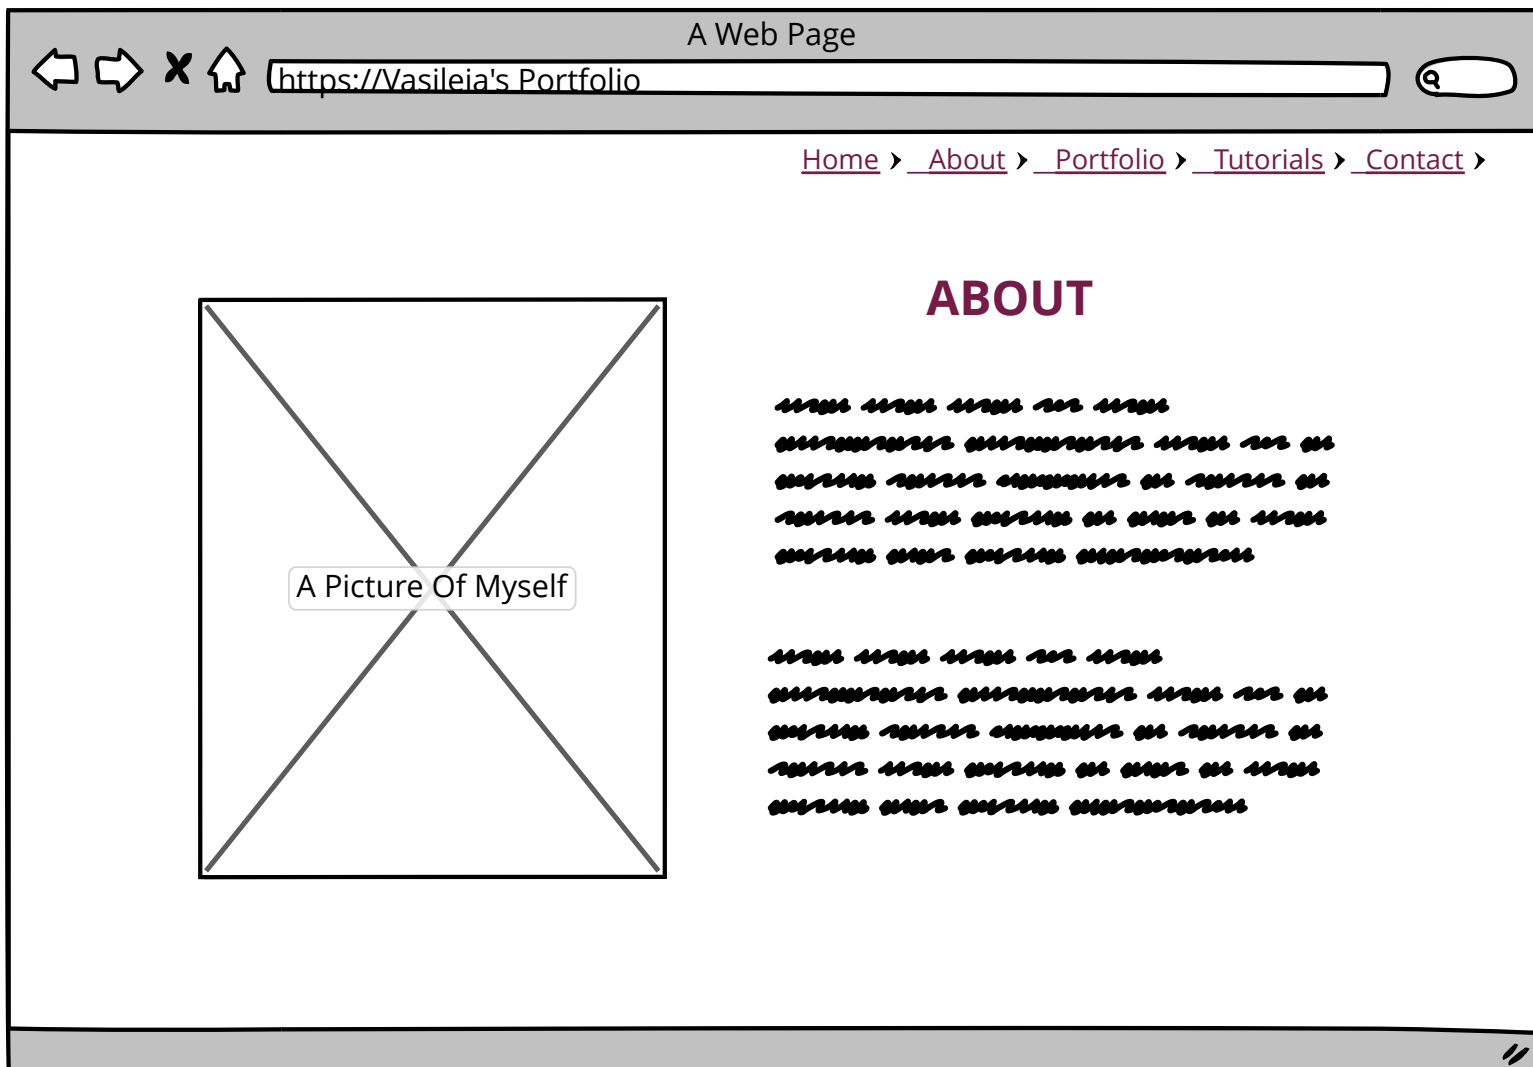 A Web Page
https://Vasileia's Portfolio
Home About Portfolio Tutorials Contact
ABOUT
A Picture Of Myself